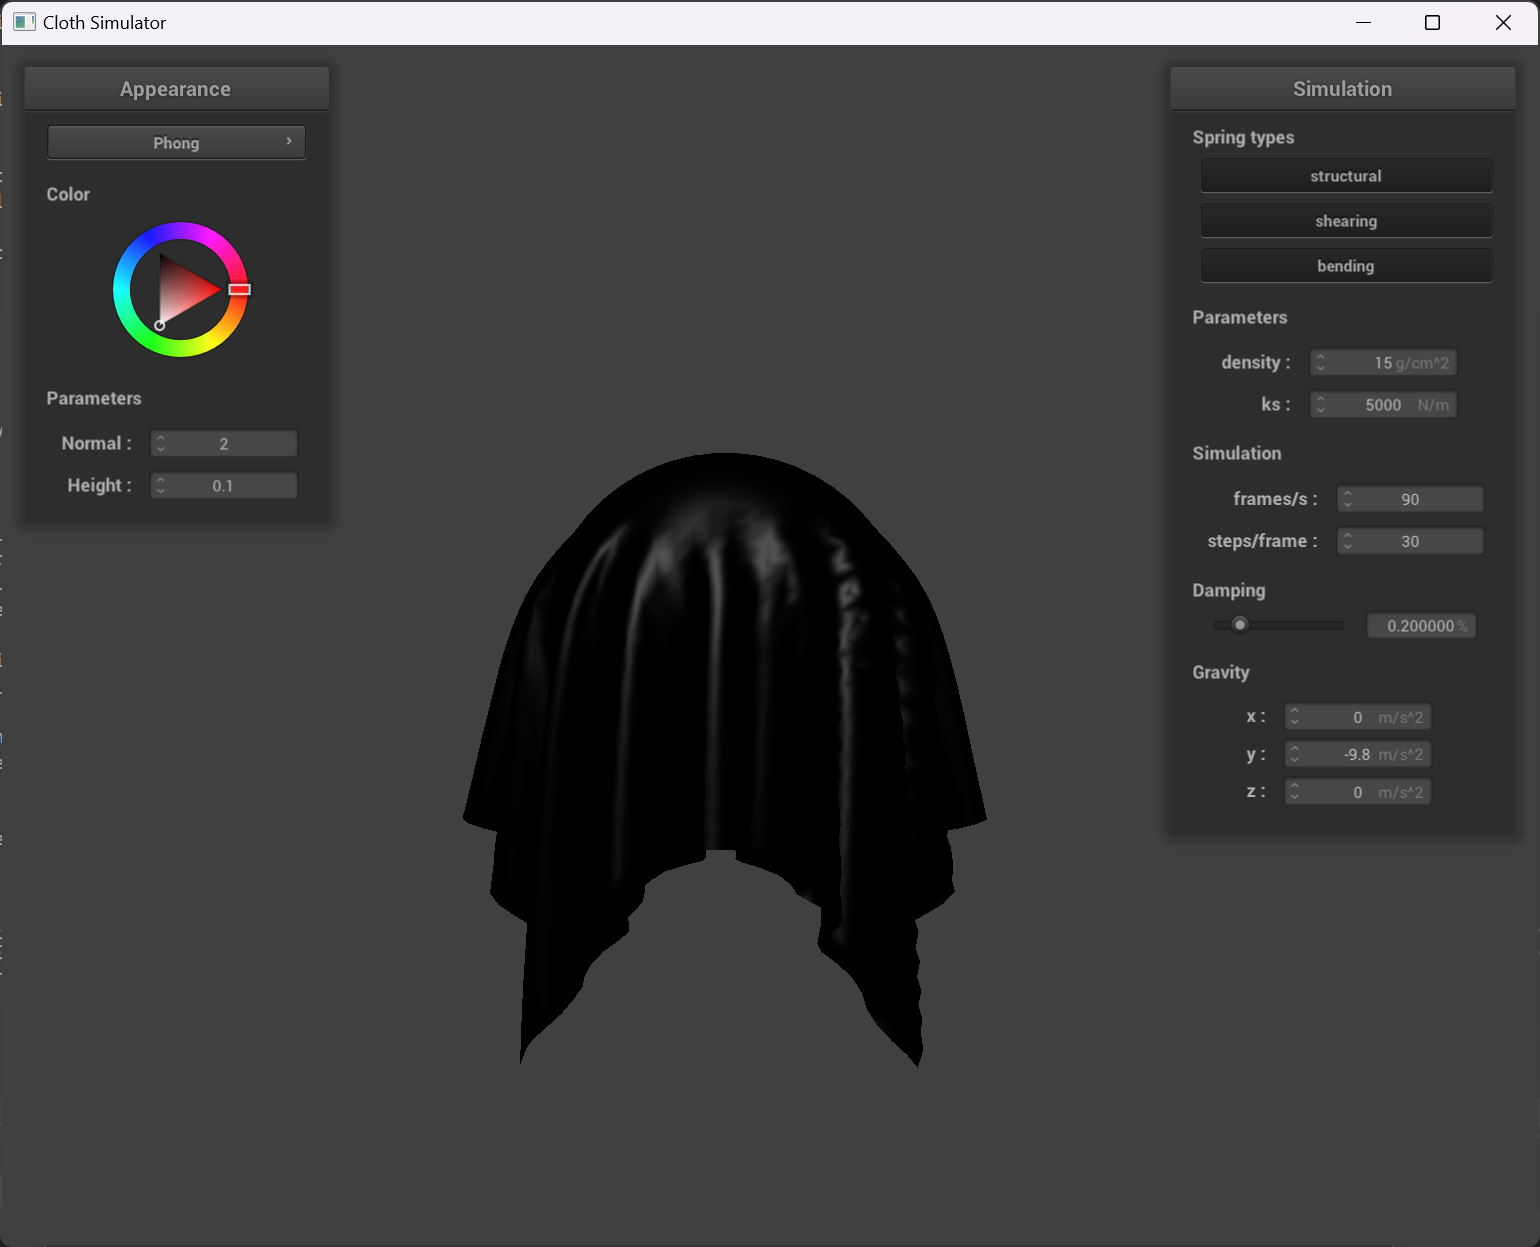 Cloth Simulator
Appearance
Phong
Color
Parameters
Normal : 2
Height : 0.1
Simulation
Spring types
structural
shearing
bending
Parameters
density : 15 g/cm^2
ks : 5000 N/m
Simulation
frames/s : 90
steps/frame : 30
Damping
0.200000 %
Gravity
x : 0 m/s^2
y : -9.8 m/s^2
z : 0 m/s^2